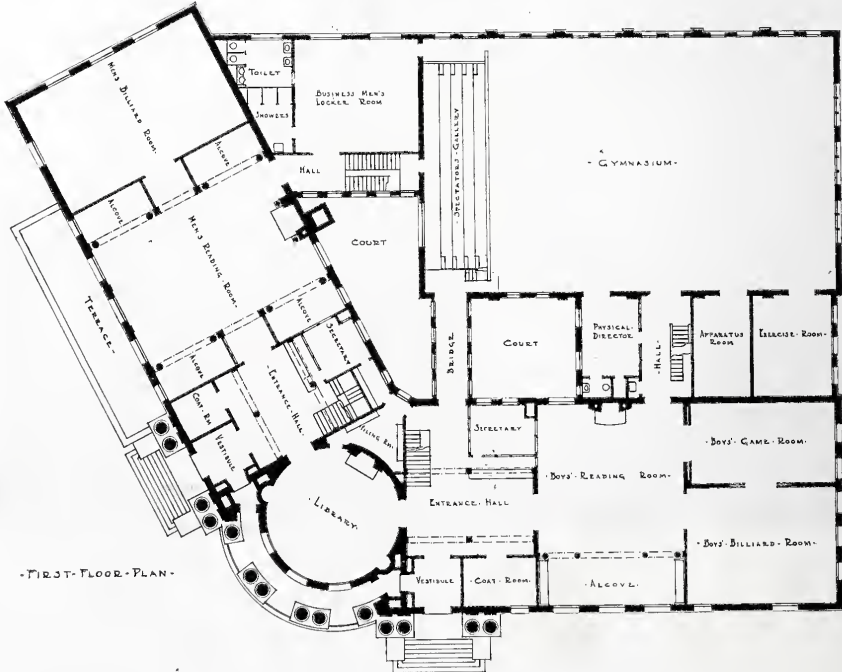 TOILET
BUSINESS MEN'S
LOCKER ROOM
SHOWERS
HALL
MEN'S BILLIARD ROOM.
ALCOVE
ALCOVE
MEN'S READING ROOM.
ALCOVE
ALCOVE
TERRACE
COURT
SPECTATORS-GALLERY
-GYMNASIUM-
BRIDGE
COURT
PHYSICAL-
DIRECTOR
-HALL-
APPARATUS
ROOM
EXERCISE-ROOM-
SECRETARY
ENTRANCE-HALL
COAT-RM.
VESTIBULE
FILING RM.
SECRETARY
-BOYS'-READING ROOM-
-BOYS'-GAME-ROOM-
-LIBRARY.
ENTRANCE-HALL
-BOYS'-BILLIARD-ROOM-
VESTIBULE
-COAT-ROOM-
-ALCOVE-
-FIRST-FLOOR-PLAN-